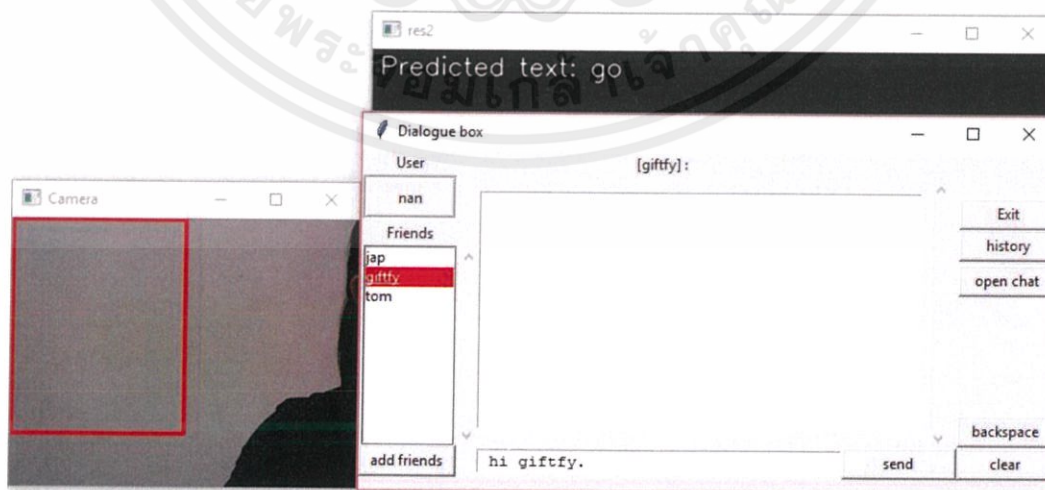 res2
Predicted text: go
Dialogue box
User
[giftfy]:
nan
Camera
Friends
Exit
jap
history
giftfy
open chat
tom
backspace
add friends
hi giftfy.
send
clear